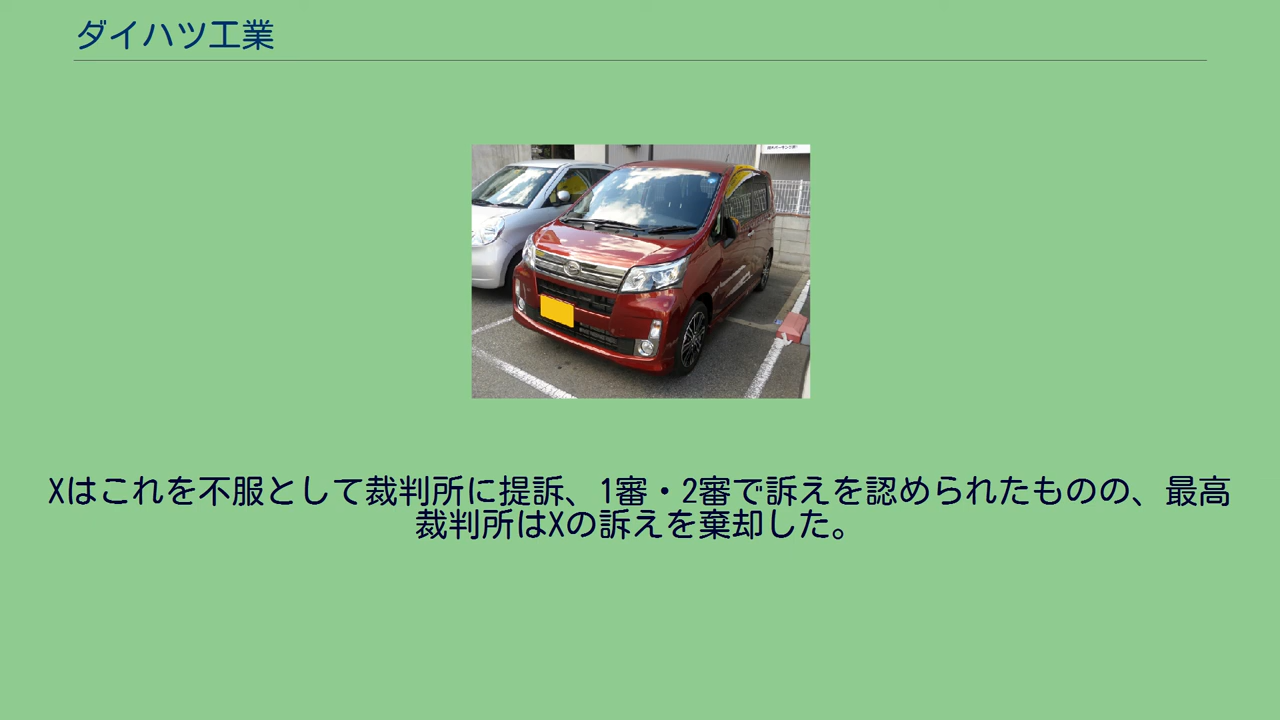 ダイハツ工業
Xはこれを不服として裁判所に提訴、1審・2審で訴えを認められたものの、最高
裁判所はXの訴えを棄却した。